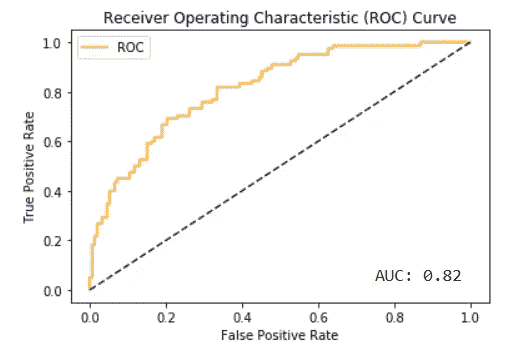 Receiver Operating Characteristic (ROC) Curve
ROC
True Positive Rate
1.0
0.8
0.6
0.4
0.2
0.0
AUC: 0.82
0.0 0.2 0.4 0.6 0.8 1.0
False Positive Rate